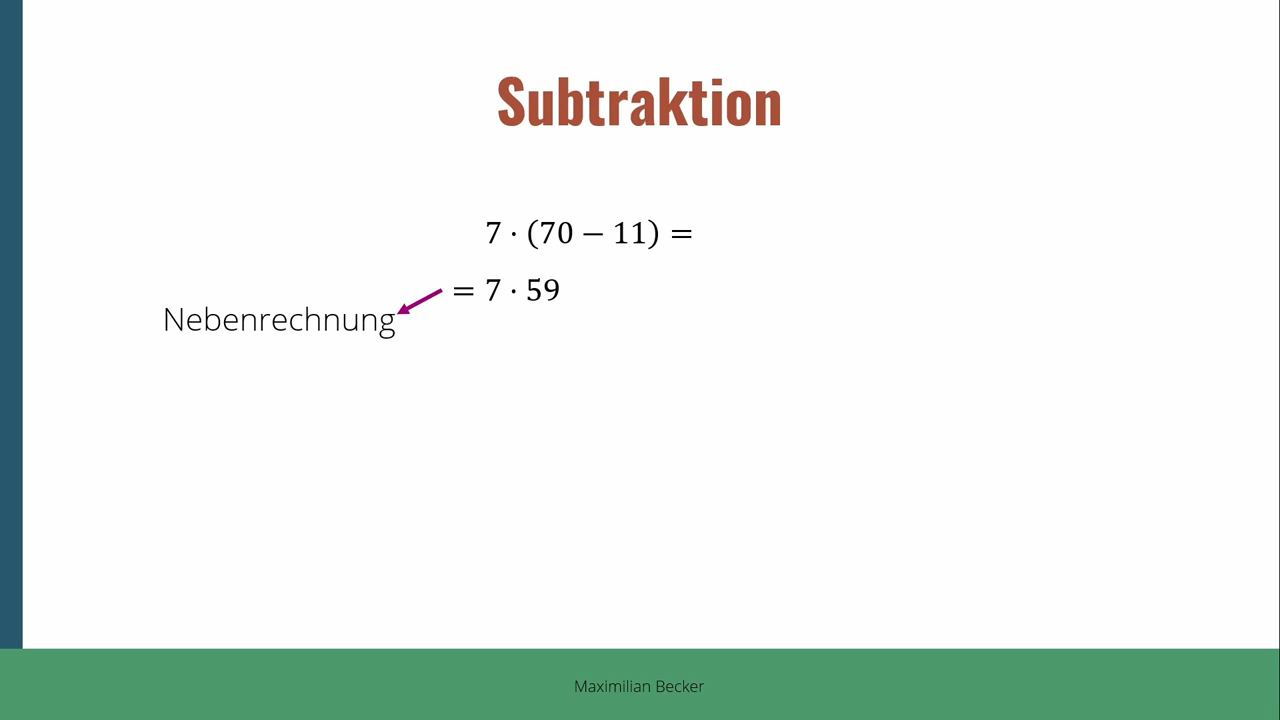 Subtraktion
7 · (70 − 11) =
= 7 · 59
Nebenrechnung
Maximilian Becker